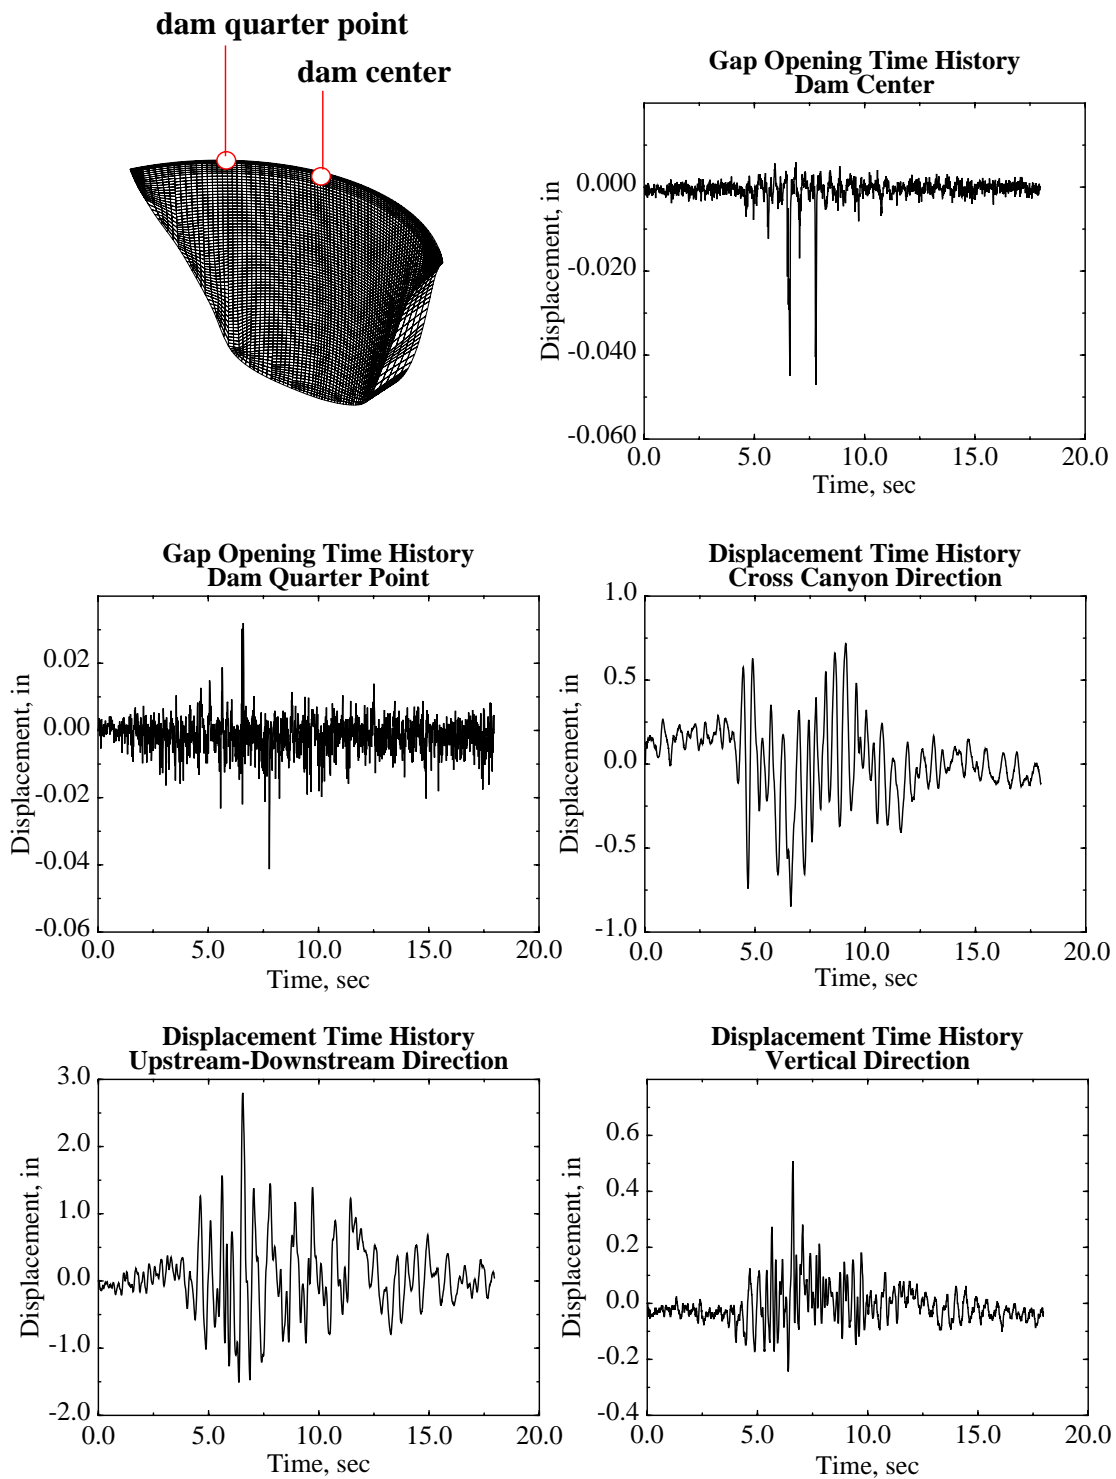 dam quarter point
dam center
Gap Opening Time History
Dam Center
Displacement, in
0.000
-0.020
-0.040
-0.060
0.0 5.0 10.0 15.0 20.0
Time, sec
Gap Opening Time History
Dam Quarter Point
Displacement, in
0.02
0.00
-0.02
-0.04
-0.06
0.0 5.0 10.0 15.0 20.0
Time, sec
Displacement Time History
Cross Canyon Direction
Displacement, in
1.0
0.5
0.0
-0.5
-1.0
0.0 5.0 10.0 15.0 20.0
Time, sec
Displacement Time History
Upstream-Downstream Direction
Displacement, in
3.0
2.0
1.0
0.0
-1.0
-2.0
0.0 5.0 10.0 15.0 20.0
Time, sec
Displacement Time History
Vertical Direction
Displacement, in
0.6
0.4
0.2
0.0
-0.2
-0.4
0.0 5.0 10.0 15.0 20.0
Time, sec